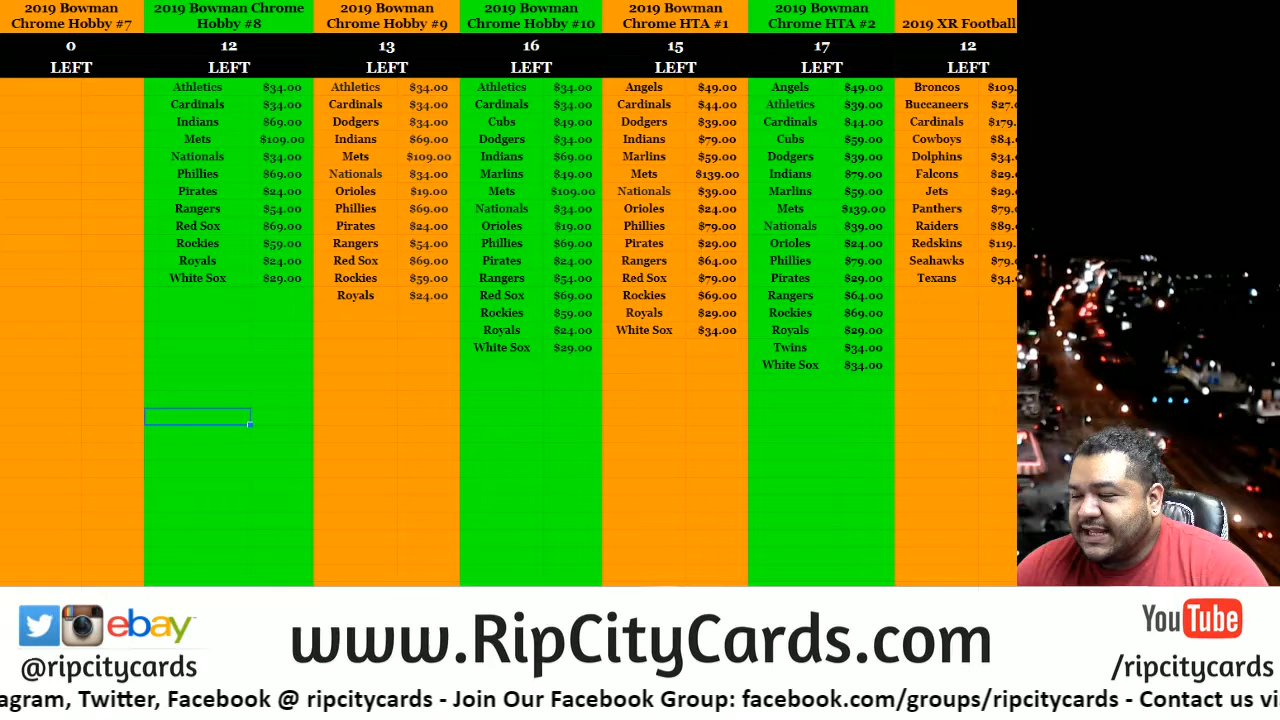 2019 Bowman Chrome Hobby #7
0
LEFT
2019 Bowman Chrome Hobby #8
12
LEFT
Athletics $34.00
Cardinals $34.00
Indians $69.00
Mets $109.00
Nationals $34.00
Phillies $69.00
Pirates $24.00
Rangers $54.00
Red Sox $69.00
Rockies $59.00
Royals $24.00
White Sox $29.00
2019 Bowman Chrome Hobby #9
13
LEFT
Athletics $34.00
Cardinals $34.00
Dodgers $34.00
Indians $69.00
Mets $109.00
Nationals $34.00
Orioles $19.00
Phillies $69.00
Pirates $24.00
Rangers $54.00
Red Sox $69.00
Rockies $59.00
Royals $24.00
2019 Bowman Chrome Hobby #10
16
LEFT
Athletics $34.00
Cardinals $34.00
Cubs $49.00
Dodgers $34.00
Indians $69.00
Marlins $49.00
Mets $109.00
Nationals $34.00
Orioles $19.00
Phillies $69.00
Pirates $24.00
Rangers $54.00
Red Sox $69.00
Rockies $59.00
Royals $24.00
White Sox $29.00
2019 Bowman Chrome HTA #1
15
LEFT
Angels $49.00
Cardinals $44.00
Dodgers $39.00
Indians $79.00
Marlins $59.00
Mets $139.00
Nationals $39.00
Orioles $24.00
Phillies $79.00
Pirates $29.00
Rangers $64.00
Red Sox $79.00
Rockies $69.00
Royals $29.00
White Sox $34.00
2019 Bowman Chrome HTA #2
17
LEFT
Angels $49.00
Athletics $39.00
Cardinals $44.00
Cubs $59.00
Dodgers $39.00
Indians $79.00
Marlins $59.00
Mets $139.00
Nationals $39.00
Orioles $24.00
Phillies $79.00
Pirates $29.00
Rangers $64.00
Rockies $69.00
Royals $29.00
Twins $34.00
White Sox $34.00
2019 XR Football
12
LEFT
Broncos $109.
Buccaneers $27.
Cardinals $179.
Cowboys $84.
Dolphins $34.
Falcons $29.
Jets $29.
Panthers $79.
Raiders $89.
Redskins $119.
Seahawks $79.
Texans $34.
ebay
@ripcitycards
www.RipCityCards.com
YouTube
/ripcitycards
agram, Twitter, Facebook @ ripcitycards - Join Our Facebook Group: facebook.com/groups/ripcitycards - Contact us vi